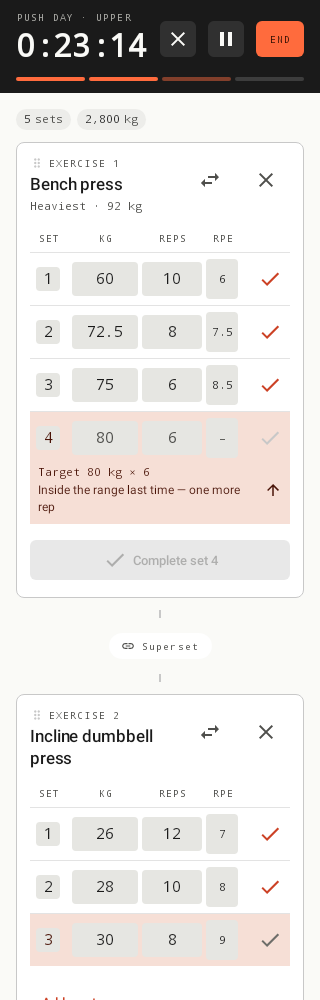 PUSH DAY · UPPER
0:23:14
END
5 sets
2,800 kg
EXERCISE 1
Bench press
Heaviest · 92 kg
SET KG REPS RPE
1 60 10 6
2 72.5 8 7.5
3 75 6 8.5
4 80 6 –
Target 80 kg × 6
Inside the range last time — one more
rep
Complete set 4
Superset
EXERCISE 2
Incline dumbbell
press
SET KG REPS RPE
1 26 12 7
2 28 10 8
3 30 8 9